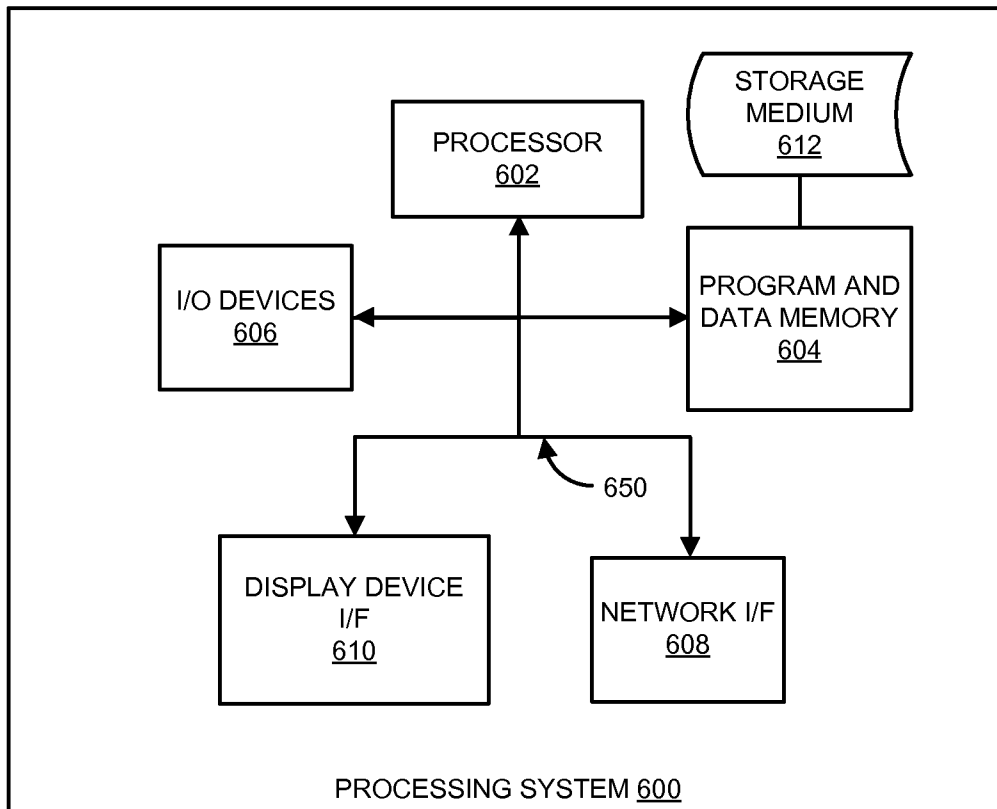 STORAGE
MEDIUM
612
PROCESSOR
602
I/O DEVICES
606
PROGRAM AND
DATA MEMORY
604
650
DISPLAY DEVICE
I/F
610
NETWORK I/F
608
PROCESSING SYSTEM 600